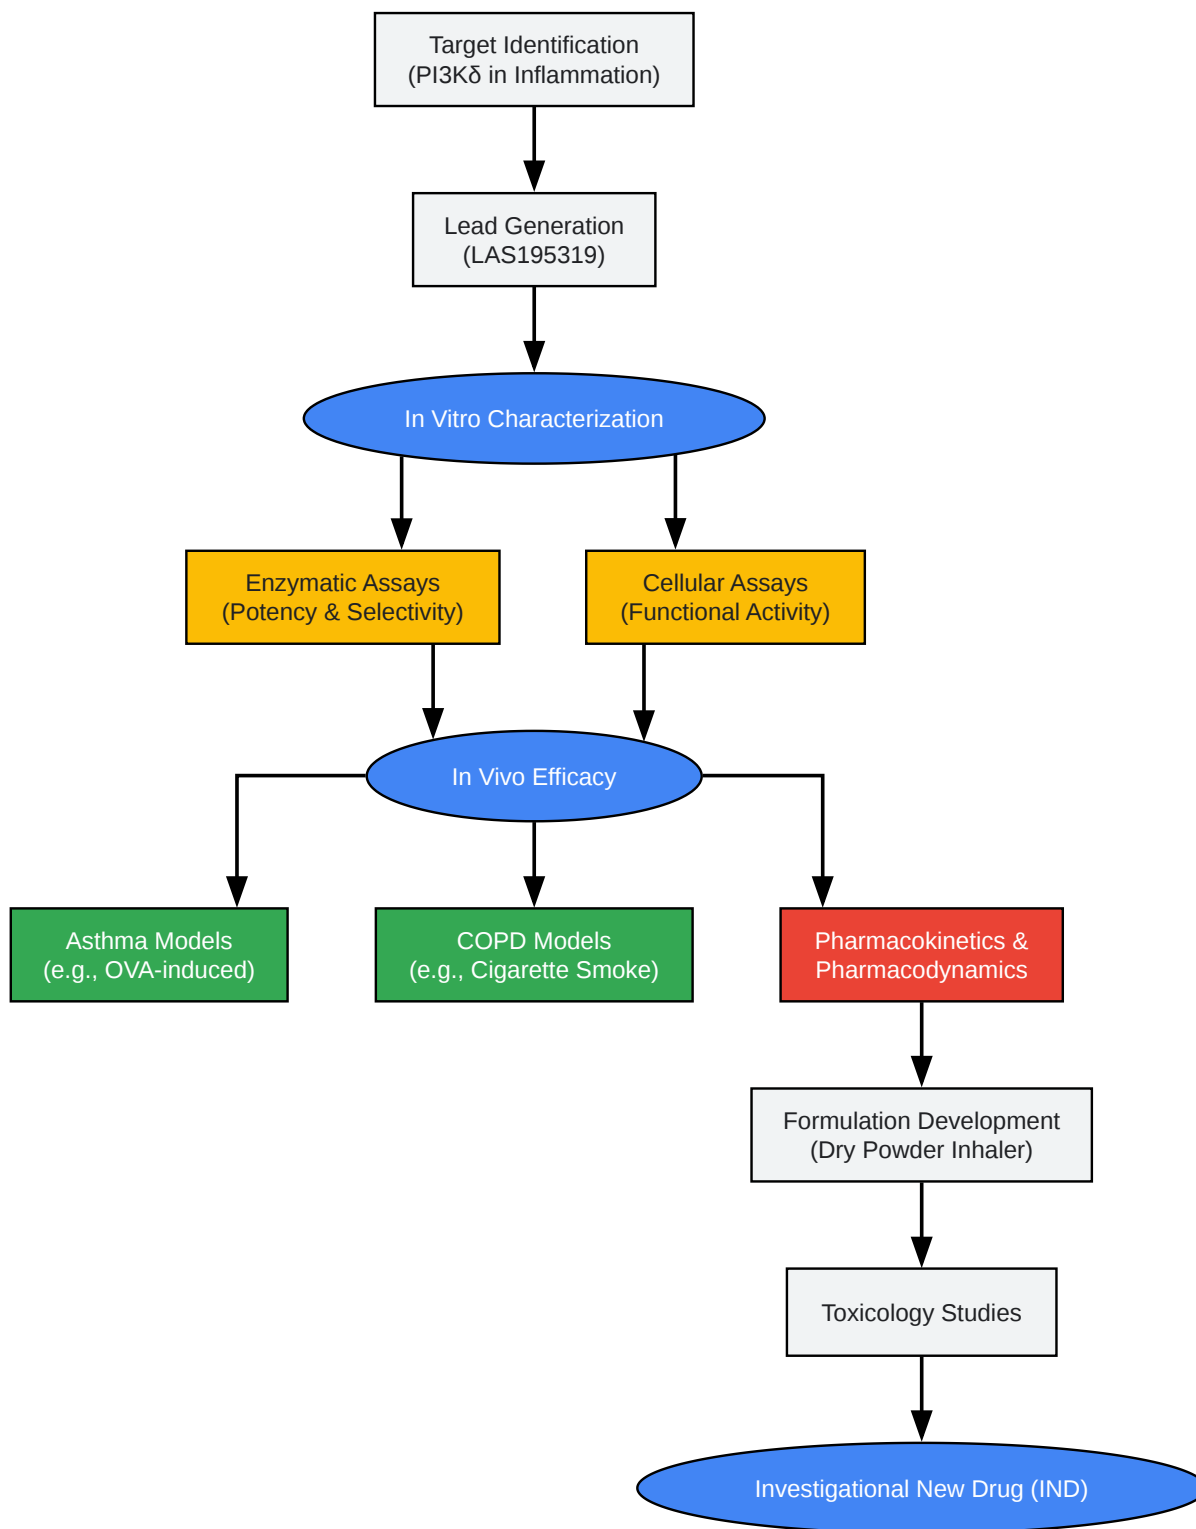 Target Identification
(PI3Kδ in Inflammation)
Lead Generation
(LAS195319)
In Vitro Characterization
Enzymatic Assays
(Potency & Selectivity)
Cellular Assays
(Functional Activity)
In Vivo Efficacy
Asthma Models
(e.g., OVA-induced)
COPD Models
(e.g., Cigarette Smoke)
Pharmacokinetics &
Pharmacodynamics
Formulation Development
(Dry Powder Inhaler)
Toxicology Studies
Investigational New Drug (IND)